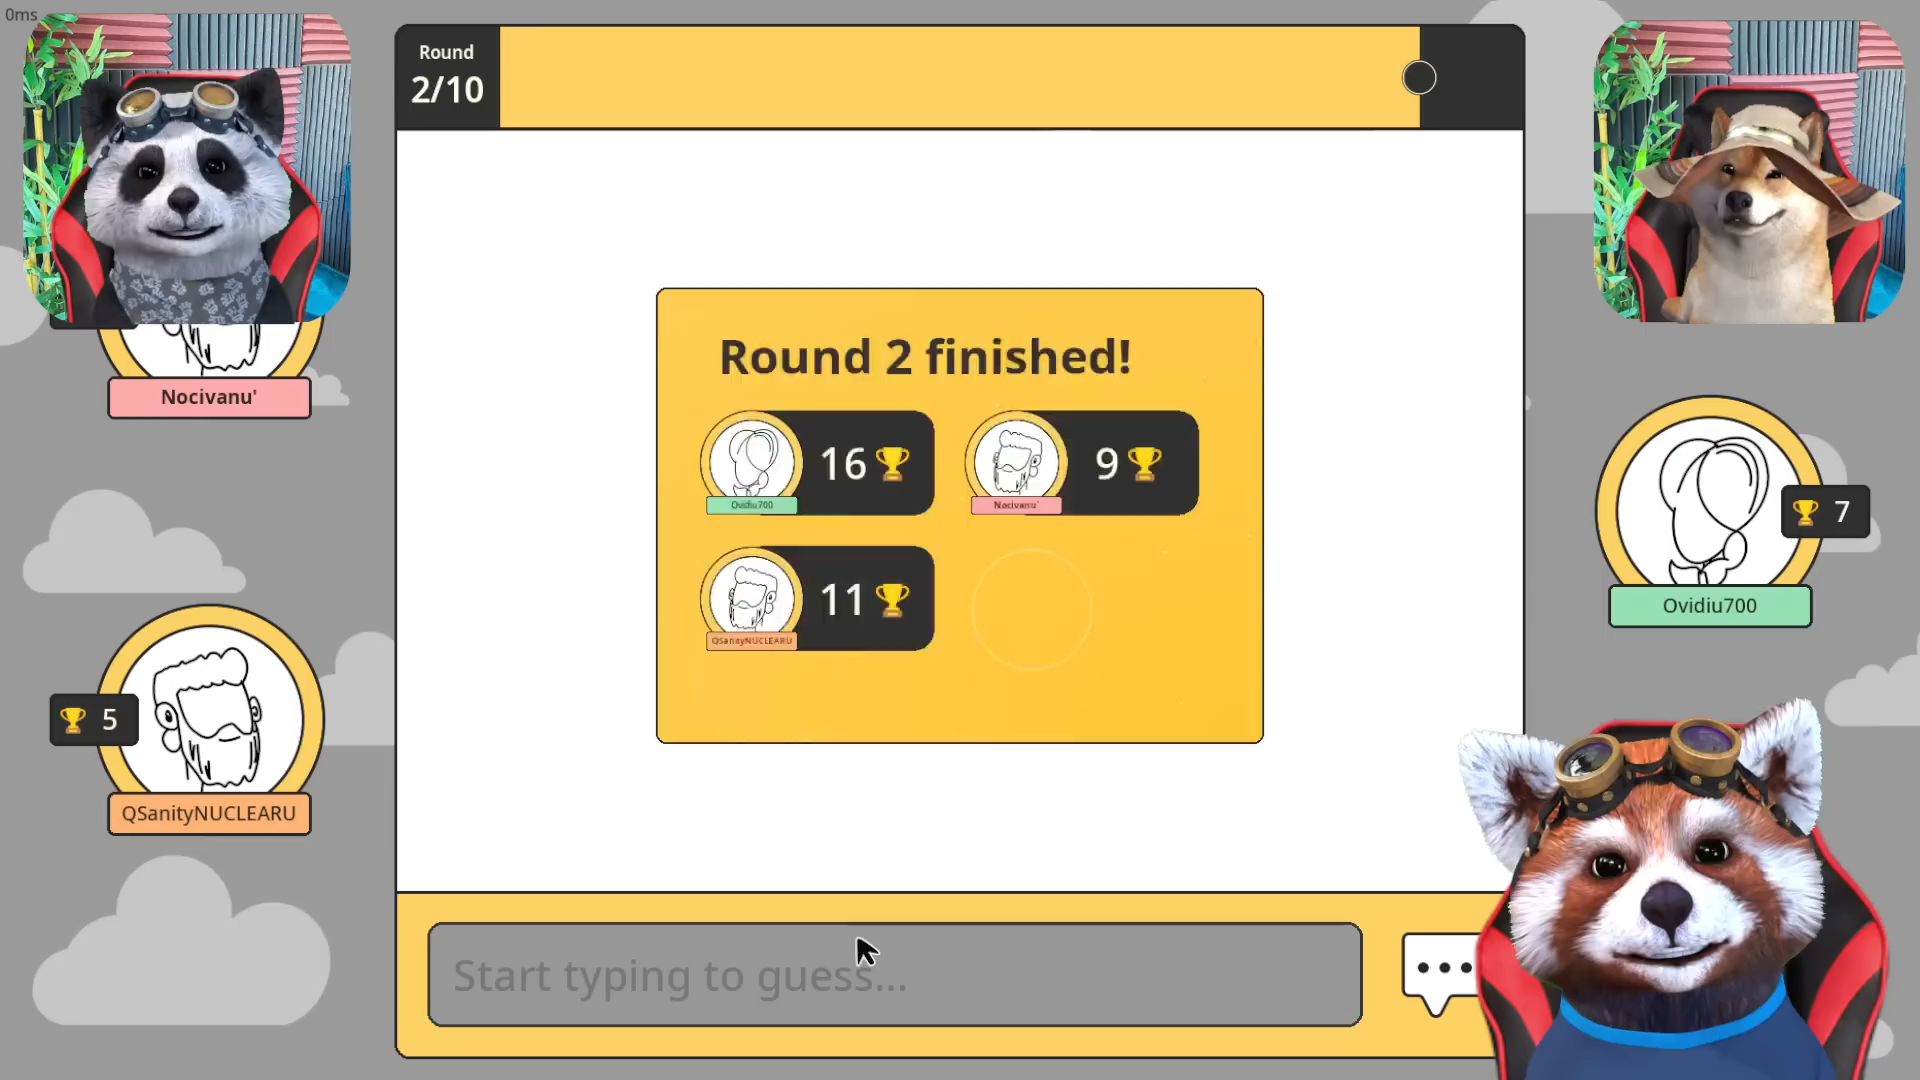 0ms
Round
2/10
Round 2 finished!
16
Ovidiu700
9
Nocivanu'
11
QSanityNUCLEARU
Nocivanu'
5
QSanityNUCLEARU
7
Ovidiu700
Start typing to guess...